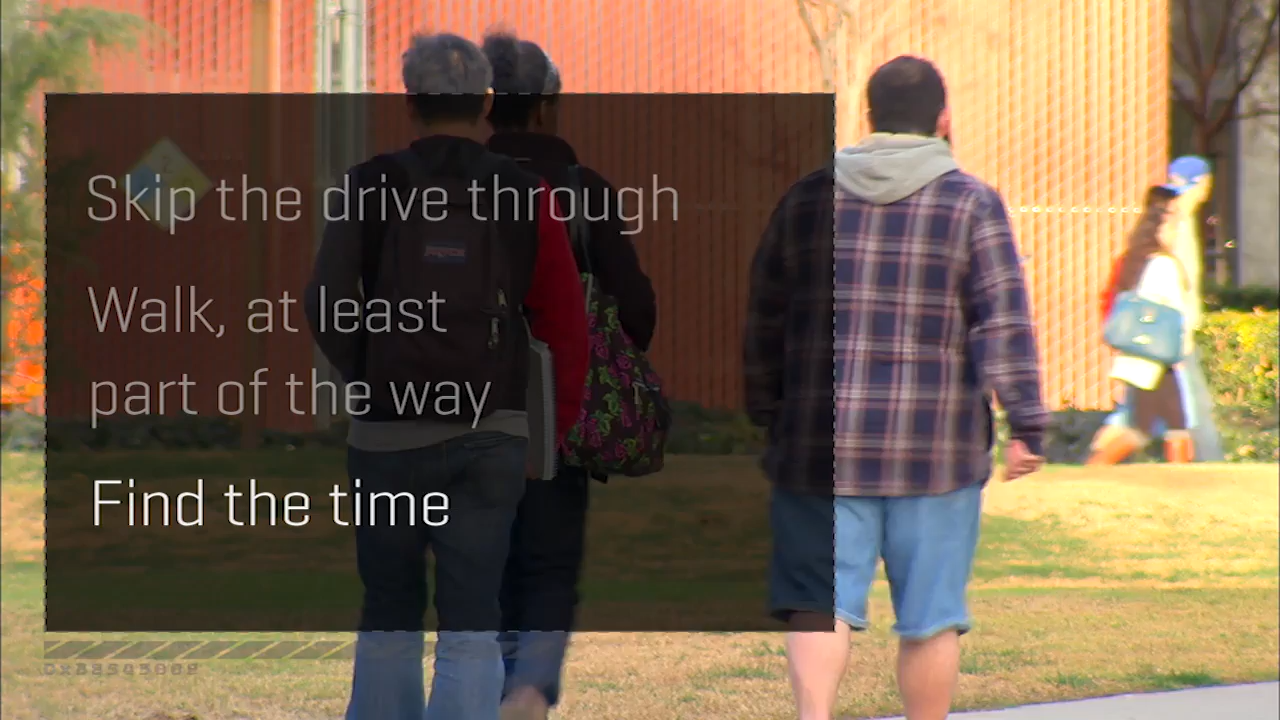 Skip the drive through
Walk, at least
part of the way
Find the time